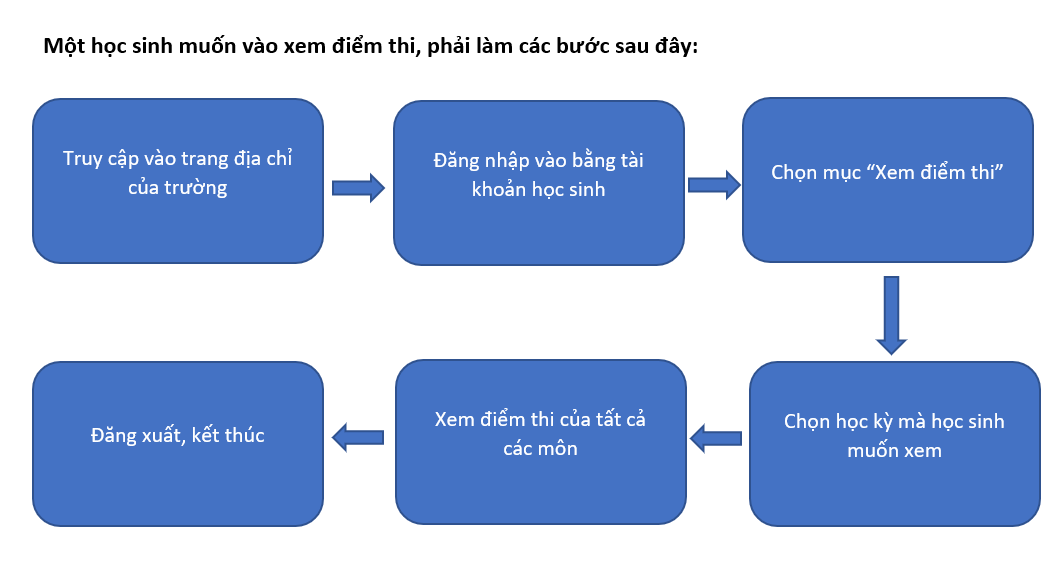 Một học sinh muốn vào xem điểm thi, phải làm các bước sau đây:
Truy cập vào trang địa chỉ
của trường
Đăng nhập vào bằng tài
khoản học sinh
Chọn mục “Xem điểm thi”
Chọn học kỳ mà học sinh
muốn xem
Xem điểm thi của tất cả
các môn
Đăng xuất, kết thúc